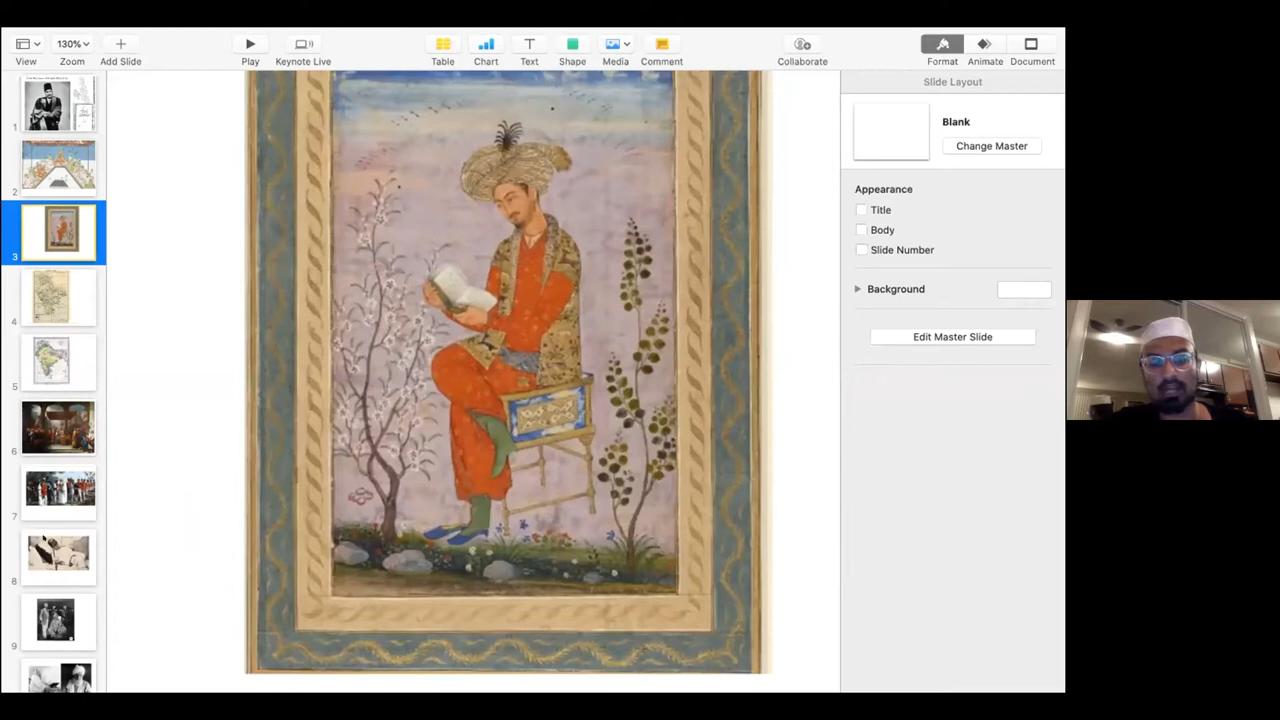 130%
View
Zoom
Add Slide
Play
Keynote Live
Table
Chart
Text
Shape
Media
Comment
Collaborate
Format
Animate
Document
Slide Layout
Blank
Change Master
Appearance
Title
Body
Slide Number
Background
Edit Master Slide
1
2
3
4
5
6
7
8
9